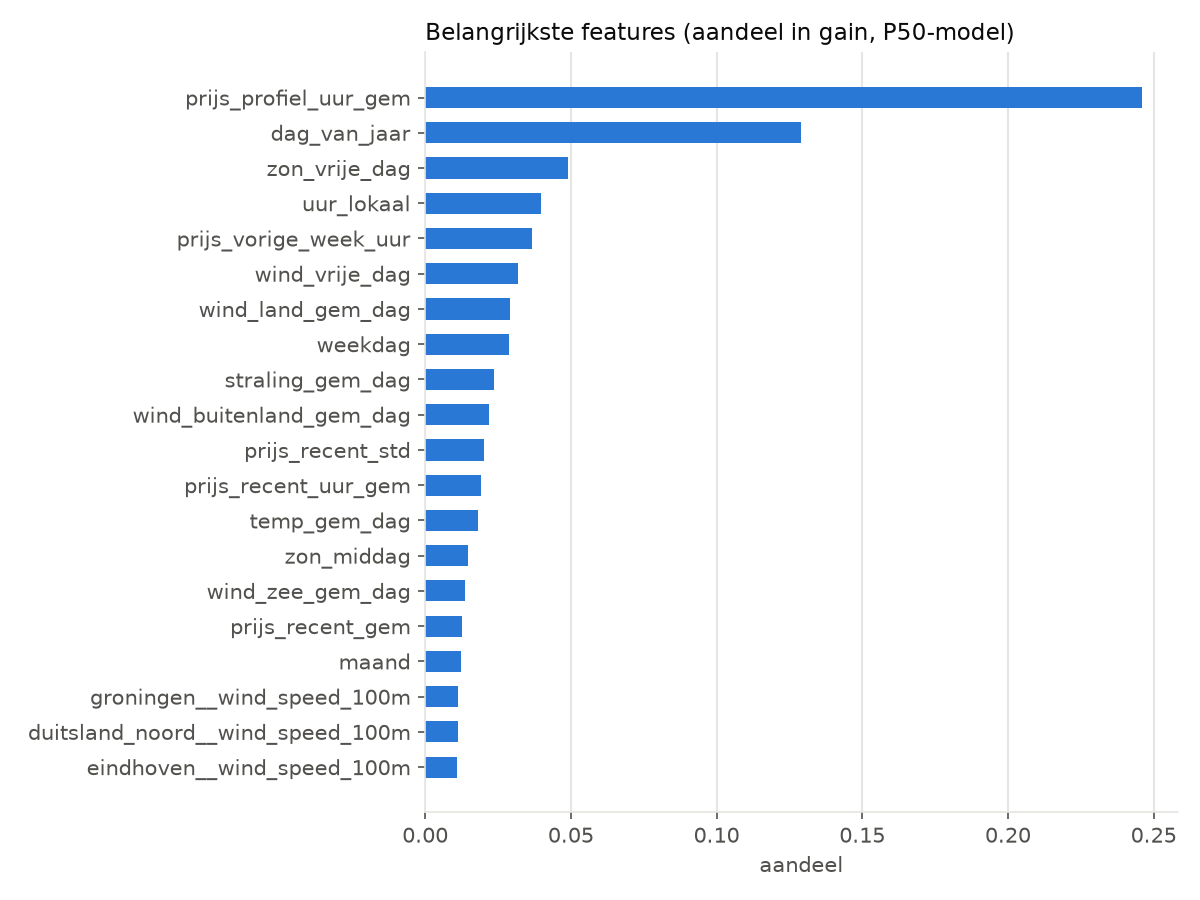 Belangrijkste features (aandeel in gain, P50-model)
prijs_profiel_uur_gem
dag_van_jaar
zon_vrije_dag
uur_lokaal
prijs_vorige_week_uur
wind_vrije_dag
wind_land_gem_dag
weekdag
straling_gem_dag
wind_buitenland_gem_dag
prijs_recent_std
prijs_recent_uur_gem
temp_gem_dag
zon_middag
wind_zee_gem_dag
prijs_recent_gem
maand
groningen__wind_speed_100m
duitsland_noord__wind_speed_100m
eindhoven__wind_speed_100m
0.00 0.05 0.10 0.15 0.20 0.25
aandeel